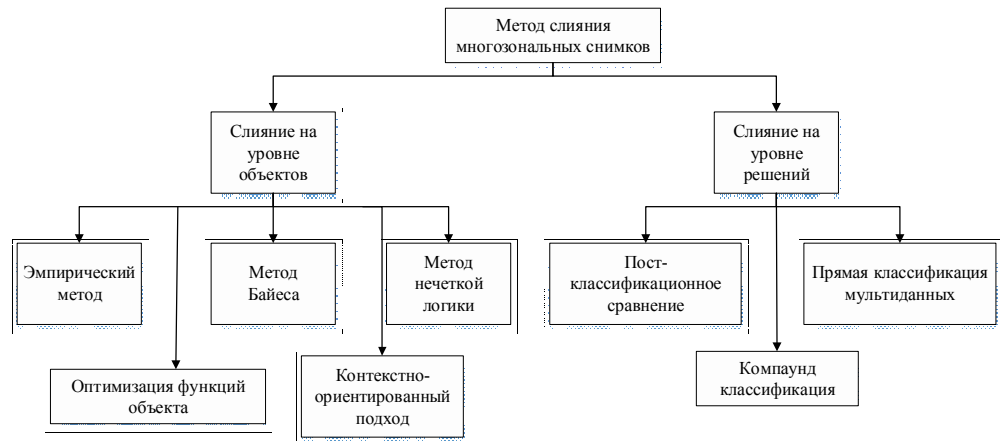 Метод слияния
многозональных снимков
Слияние на
уровне
объектов
Слияние на
уровне
решений
Эмпирический
метод
Метод
Байеса
Метод
нечеткой
логики
Пост-
классификационное
сравнение
Прямая классификация
мультиданных
Оптимизация функций
объекта
Контекстно-
ориентированный
подход
Компаунд
классификация